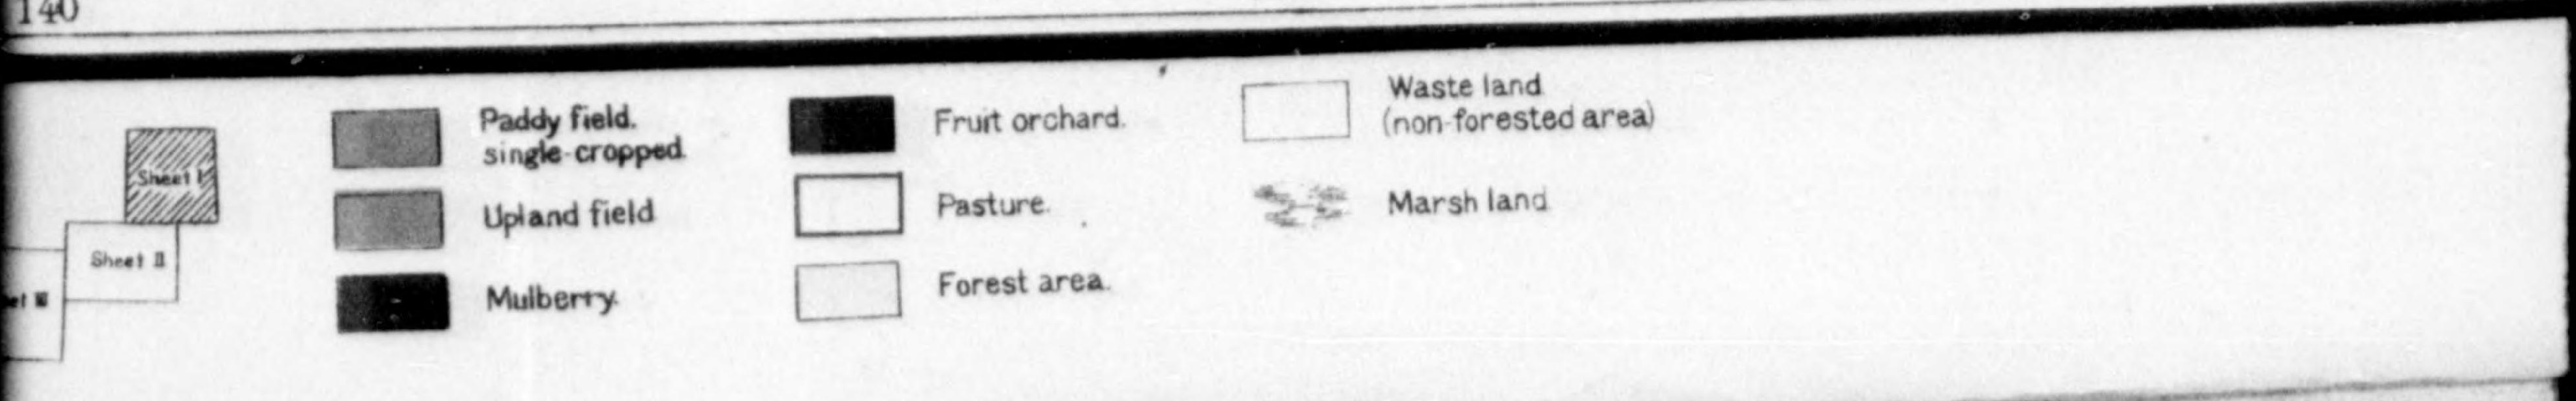 140
Sheet I
Sheet II
Paddy field.
single-cropped.
Upland field
Mulberry.
Fruit orchard.
Pasture.
Forest area.
Waste land
(non-forested area)
Marsh land